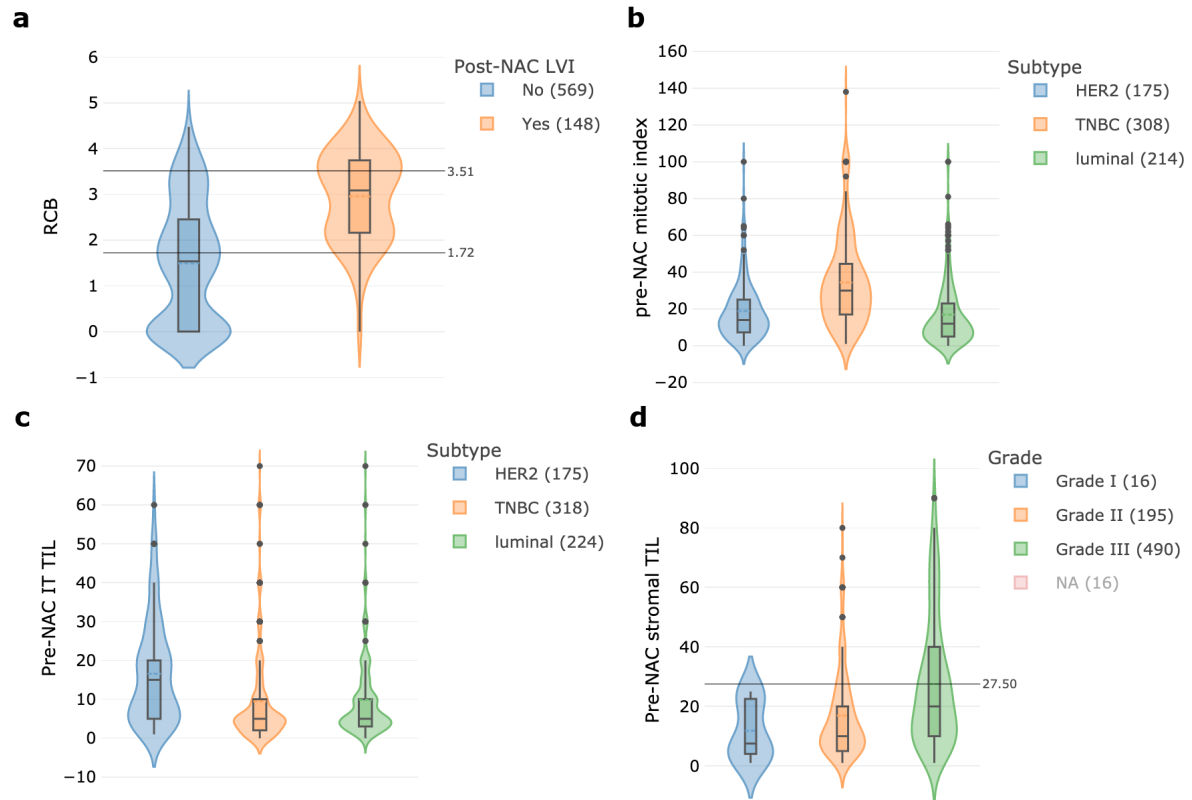 a
6
5
4
3
2
1
0
−1
RCB
3.51
1.72
Post-NAC LVI
No (569)
Yes (148)
b
160
140
120
100
80
60
40
20
0
−20
pre-NAC mitotic index
Subtype
HER2 (175)
TNBC (308)
luminal (214)
c
70
60
50
40
30
20
10
0
−10
Pre-NAC IT TIL
Subtype
HER2 (175)
TNBC (318)
luminal (224)
d
100
80
60
40
20
0
Pre-NAC stromal TIL
27.50
Grade
Grade I (16)
Grade II (195)
Grade III (490)
NA (16)